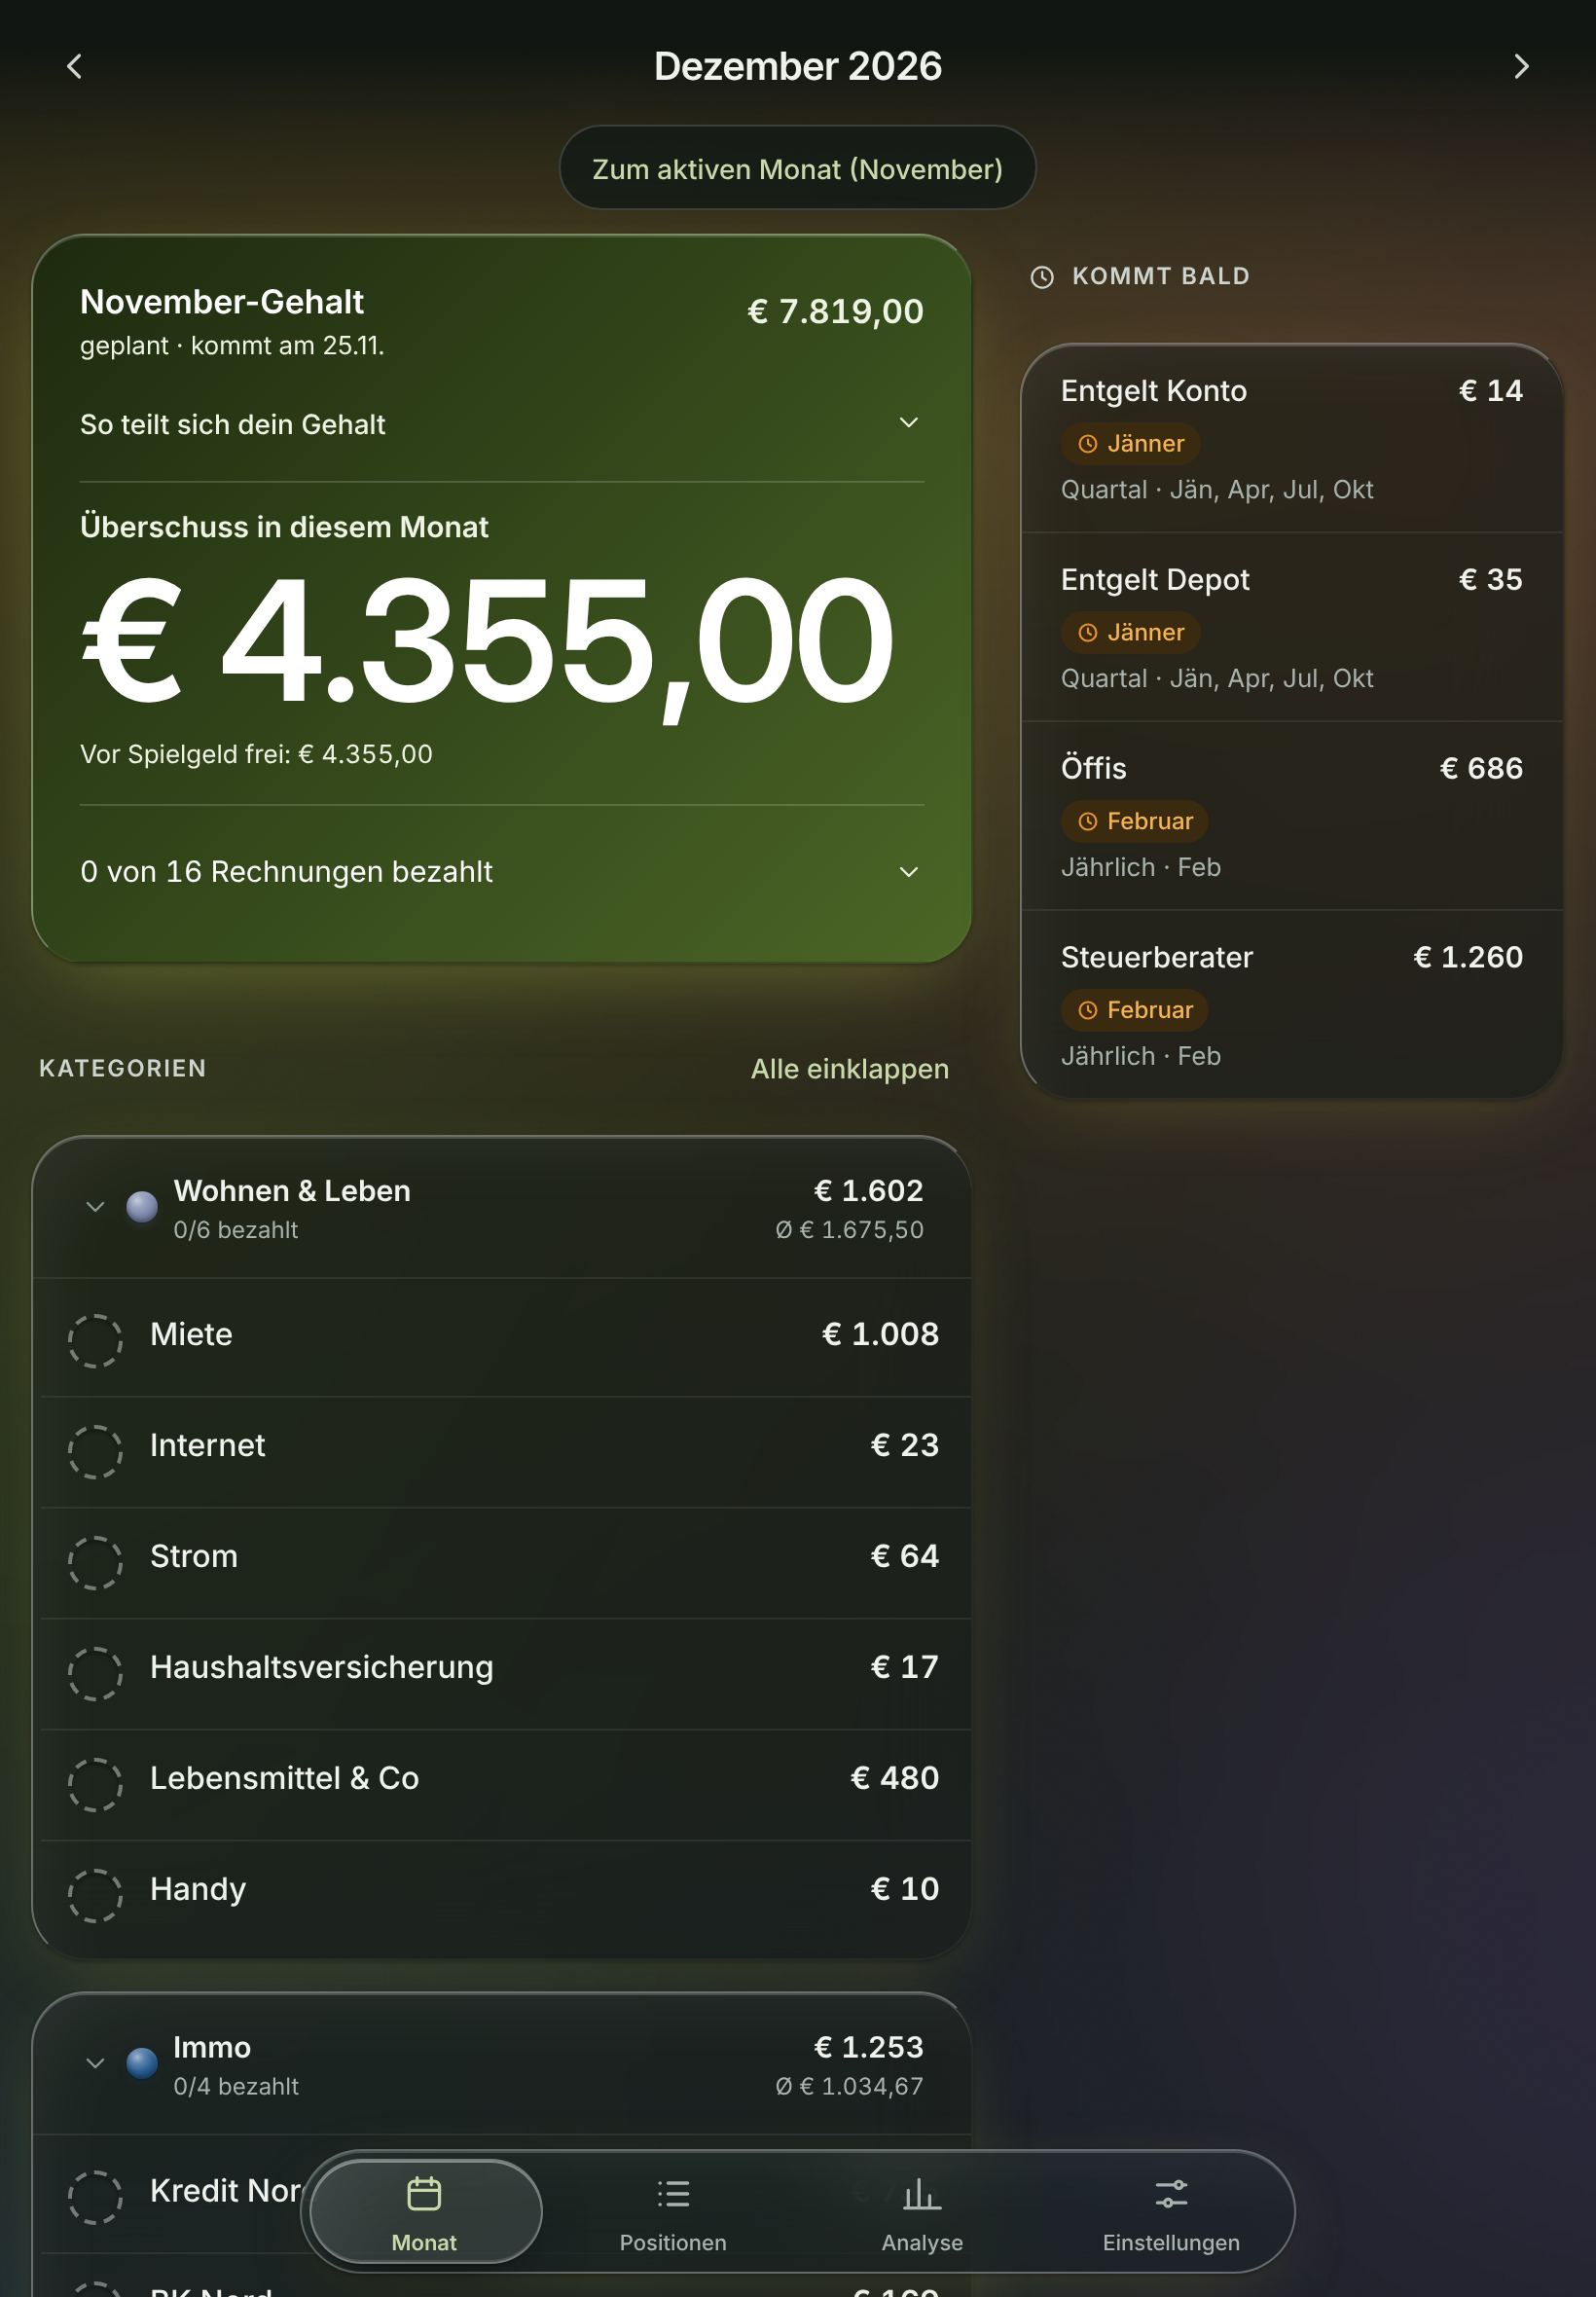 Dezember 2026
Zum aktiven Monat (November)
November-Gehalt
€ 7.819,00
geplant · kommt am 25.11.
So teilt sich dein Gehalt
Überschuss in diesem Monat
€ 4.355,00
Vor Spielgeld frei: € 4.355,00
0 von 16 Rechnungen bezahlt
KOMMT BALD
Entgelt Konto € 14
Jänner
Quartal · Jän, Apr, Jul, Okt
Entgelt Depot € 35
Jänner
Quartal · Jän, Apr, Jul, Okt
Öffis € 686
Februar
Jährlich · Feb
Steuerberater € 1.260
Februar
Jährlich · Feb
KATEGORIEN Alle einklappen
Wohnen & Leben € 1.602
0/6 bezahlt Ø € 1.675,50
Miete € 1.008
Internet € 23
Strom € 64
Haushaltsversicherung € 17
Lebensmittel & Co € 480
Handy € 10
Immo € 1.253
0/4 bezahlt Ø € 1.034,67
Kredit
Monat Positionen Analyse Einstellungen